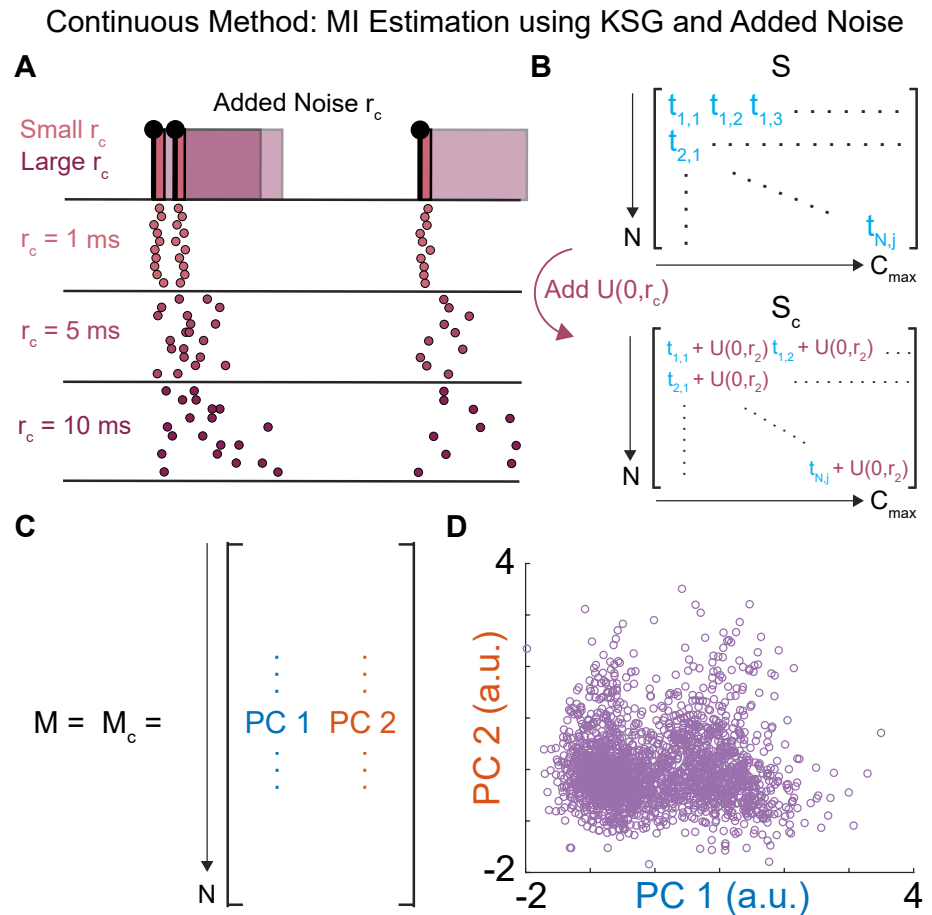 Continuous Method: MI Estimation using KSG and Added Noise
A
Added Noise r_c
Small r_c
Large r_c
r_c = 1 ms
r_c = 5 ms
r_c = 10 ms
B
S
t_1,1 t_1,2 t_1,3
t_2,1
t_N,j
N
C_max
Add U(0,r_c)
S_c
t_1,1 + U(0,r_2) t_1,2 + U(0,r_2)
t_2,1 + U(0,r_2)
t_N,j + U(0,r_2)
N
C_max
C
M = M_c =
PC 1 PC 2
N
D
4
PC 2 (a.u.)
-2
-2 PC 1 (a.u.) 4